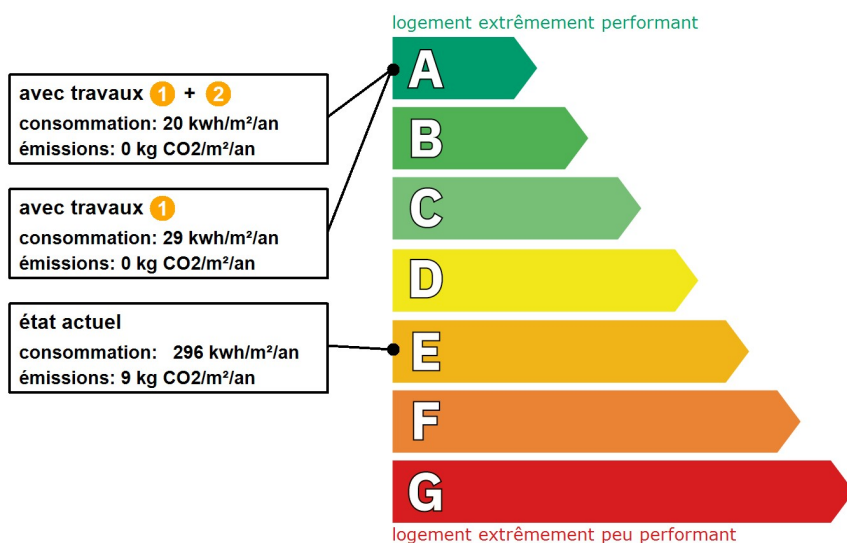 logement extrêmement performant
avec travaux 1 + 2
consommation: 20 kwh/m²/an
émissions: 0 kg CO2/m²/an
avec travaux 1
consommation: 29 kwh/m²/an
émissions: 0 kg CO2/m²/an
état actuel
consommation: 296 kwh/m²/an
émissions: 9 kg CO2/m²/an
A
B
C
D
E
F
G
logement extrêmement peu performant